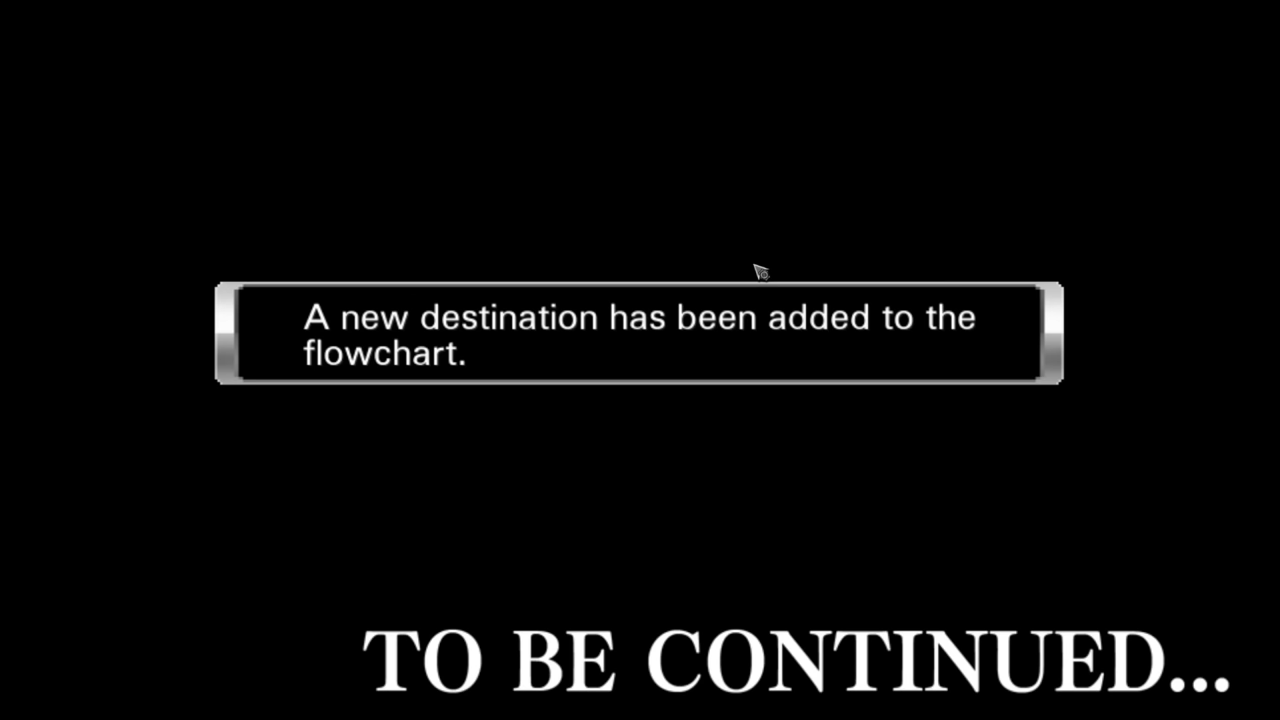 A new destination has been added to the
flowchart.
TO BE CONTINUED...